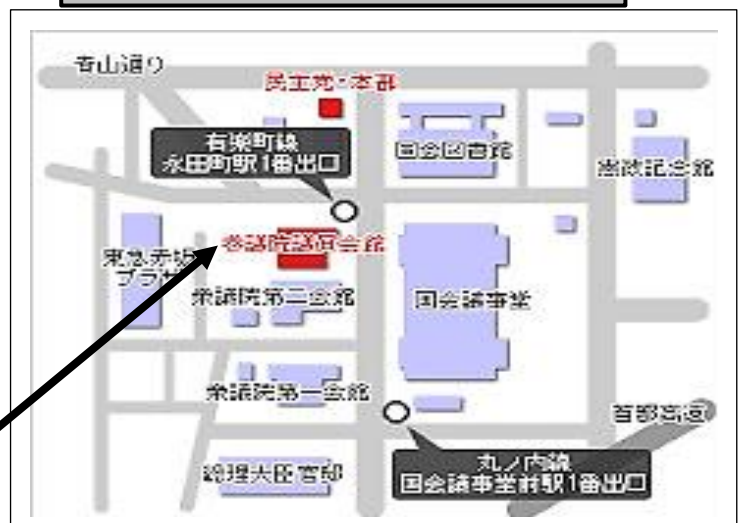 青山通り
民主党・本部
有楽町線
永田町駅1番出口
国会図書館
憲政記念館
参議院議員会館
東急赤坂
プラザ
衆議院第二会館
国会議事堂
衆議院第一会館
首都高速
総理大臣官邸
丸ノ内線
国会議事堂前駅1番出口